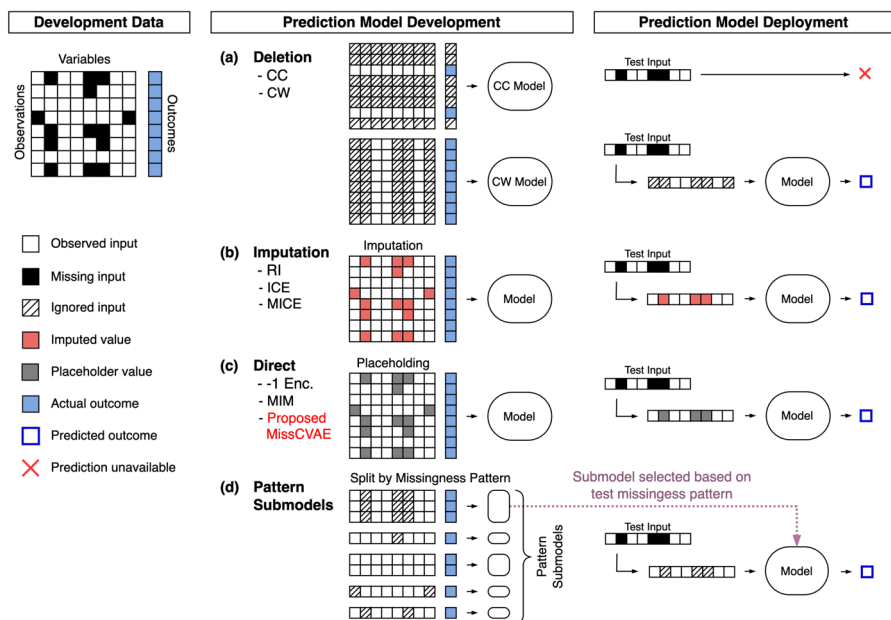 Development Data
Prediction Model Development
Prediction Model Deployment
Variables
Observations
Outcomes
Observed input
Missing input
Ignored input
Imputed value
Placeholder value
Actual outcome
Predicted outcome
Prediction unavailable
(a) Deletion
- CC
- CW
CC Model
CW Model
Test Input
Test Input
Model
(b) Imputation
- RI
- ICE
- MICE
Imputation
Model
Test Input
Model
(c) Direct
- -1 Enc.
- MIM
- Proposed
MissCVAE
Placeholding
Model
Test Input
Model
(d) Pattern
Submodels
Split by Missingness Pattern
Pattern
Submodels
Submodel selected based on
test missingess pattern
Test Input
Model